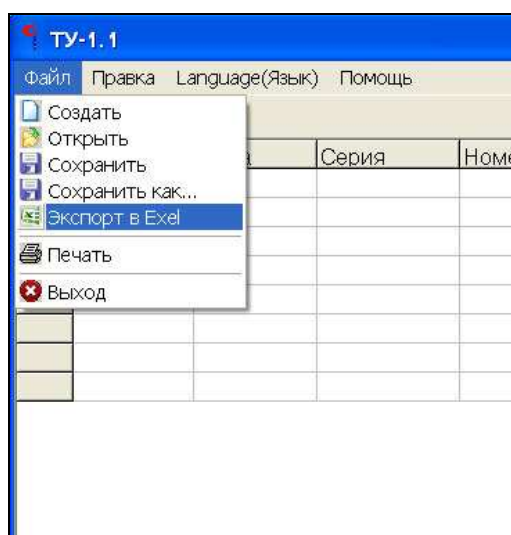 ТУ-1.1
Файл Правка Language(Язык) Помощь
Создать
Открыть
Сохранить
Сохранить как...
Экспорт в Exel
Печать
Выход
Серия